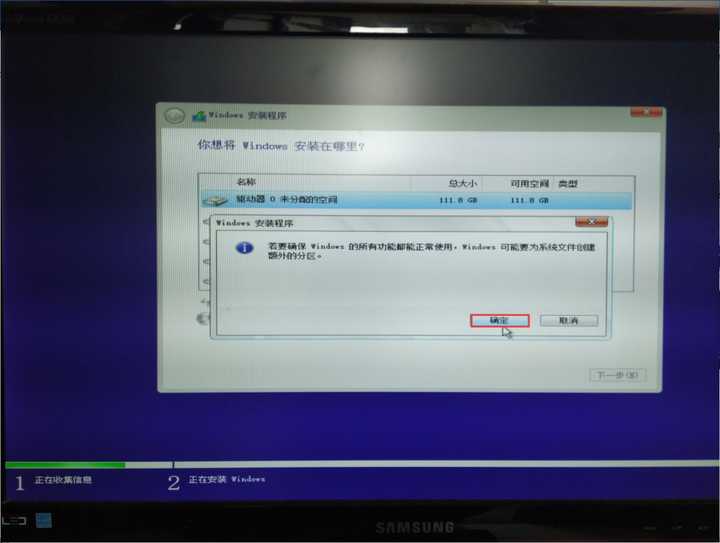 Windows 安装程序
你想将 Windows 安装在哪里?
名称 总大小 可用空间 类型
驱动器 0 未分配的空间 111.8 GB 111.8 GB
Windows 安装程序
若要确保 Windows 的所有功能都能正常使用，Windows 可能要为系统文件创建
额外的分区。
确定 取消
下一步(N)
1 正在收集信息 2 正在安装 Windows
SAMSUNG